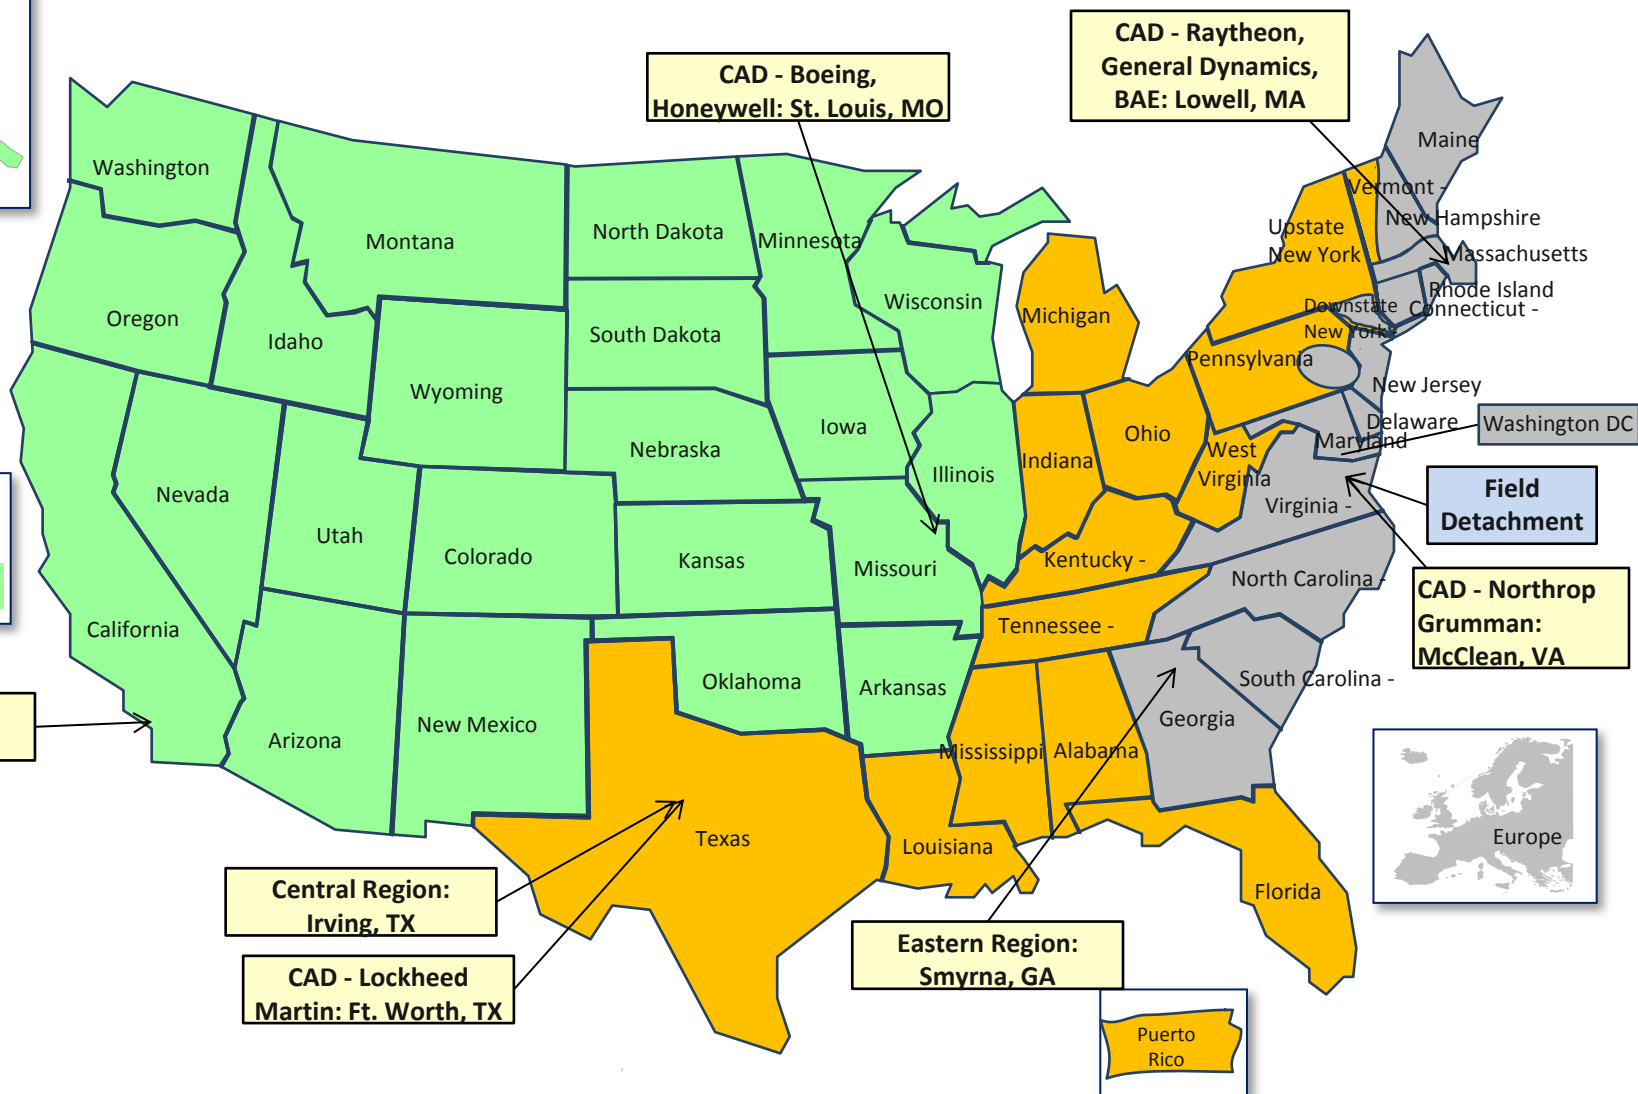 CAD - Raytheon,
General Dynamics,
BAE: Lowell, MA
CAD - Boeing,
Honeywell: St. Louis, MO
Maine
Washington
Vermont -
New Hampshire
Upstate
New York
Montana
North Dakota
Minnesota
Massachusetts
Rhode Island
Connecticut -
Downstate
New York -
Oregon
Idaho
South Dakota
Wisconsin
Michigan
Pennsylvania
New Jersey
Wyoming
Iowa
Ohio
Delaware
Washington DC
Maryland
Nebraska
Illinois
Indiana
West
Virginia
Nevada
Virginia -
Field
Detachment
Utah
Colorado
Kansas
Missouri
Kentucky -
North Carolina -
CAD - Northrop
Grumman:
McClean, VA
California
Tennessee -
Oklahoma
Arkansas
South Carolina -
Arizona
New Mexico
Mississippi
Alabama
Georgia
Texas
Louisiana
Europe
Florida
Central Region:
Irving, TX
CAD - Lockheed
Martin: Ft. Worth, TX
Eastern Region:
Smyrna, GA
Puerto
Rico